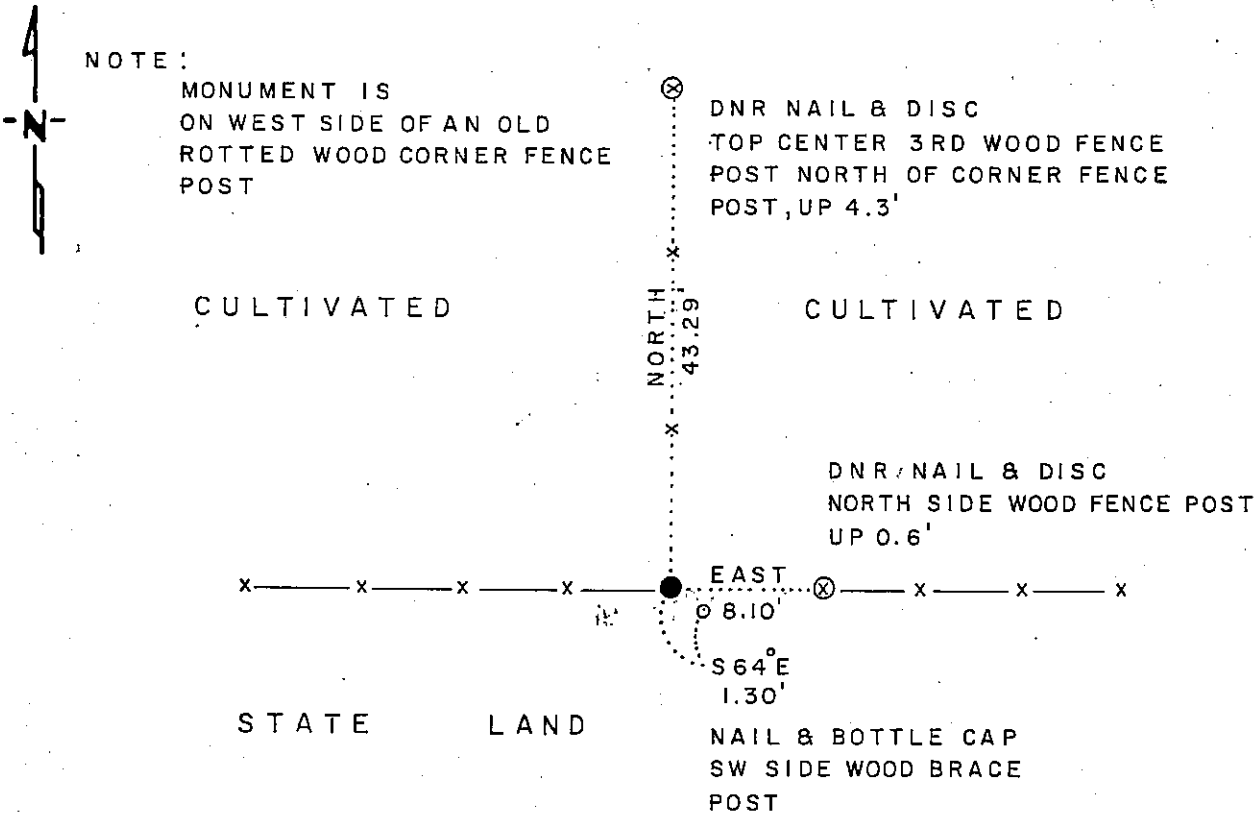 NOTE:
MONUMENT IS
ON WEST SIDE OF AN OLD
ROTTED WOOD CORNER FENCE
POST
N
DNR NAIL & DISC
TOP CENTER 3RD WOOD FENCE
POST NORTH OF CORNER FENCE
POST, UP 4.3'
CULTIVATED
NORTH
43.29'
CULTIVATED
DNR NAIL & DISC
NORTH SIDE WOOD FENCE POST
UP 0.6'
EAST
8.10'
S 64°E
1.30'
STATE LAND
NAIL & BOTTLE CAP
SW SIDE WOOD BRACE
POST